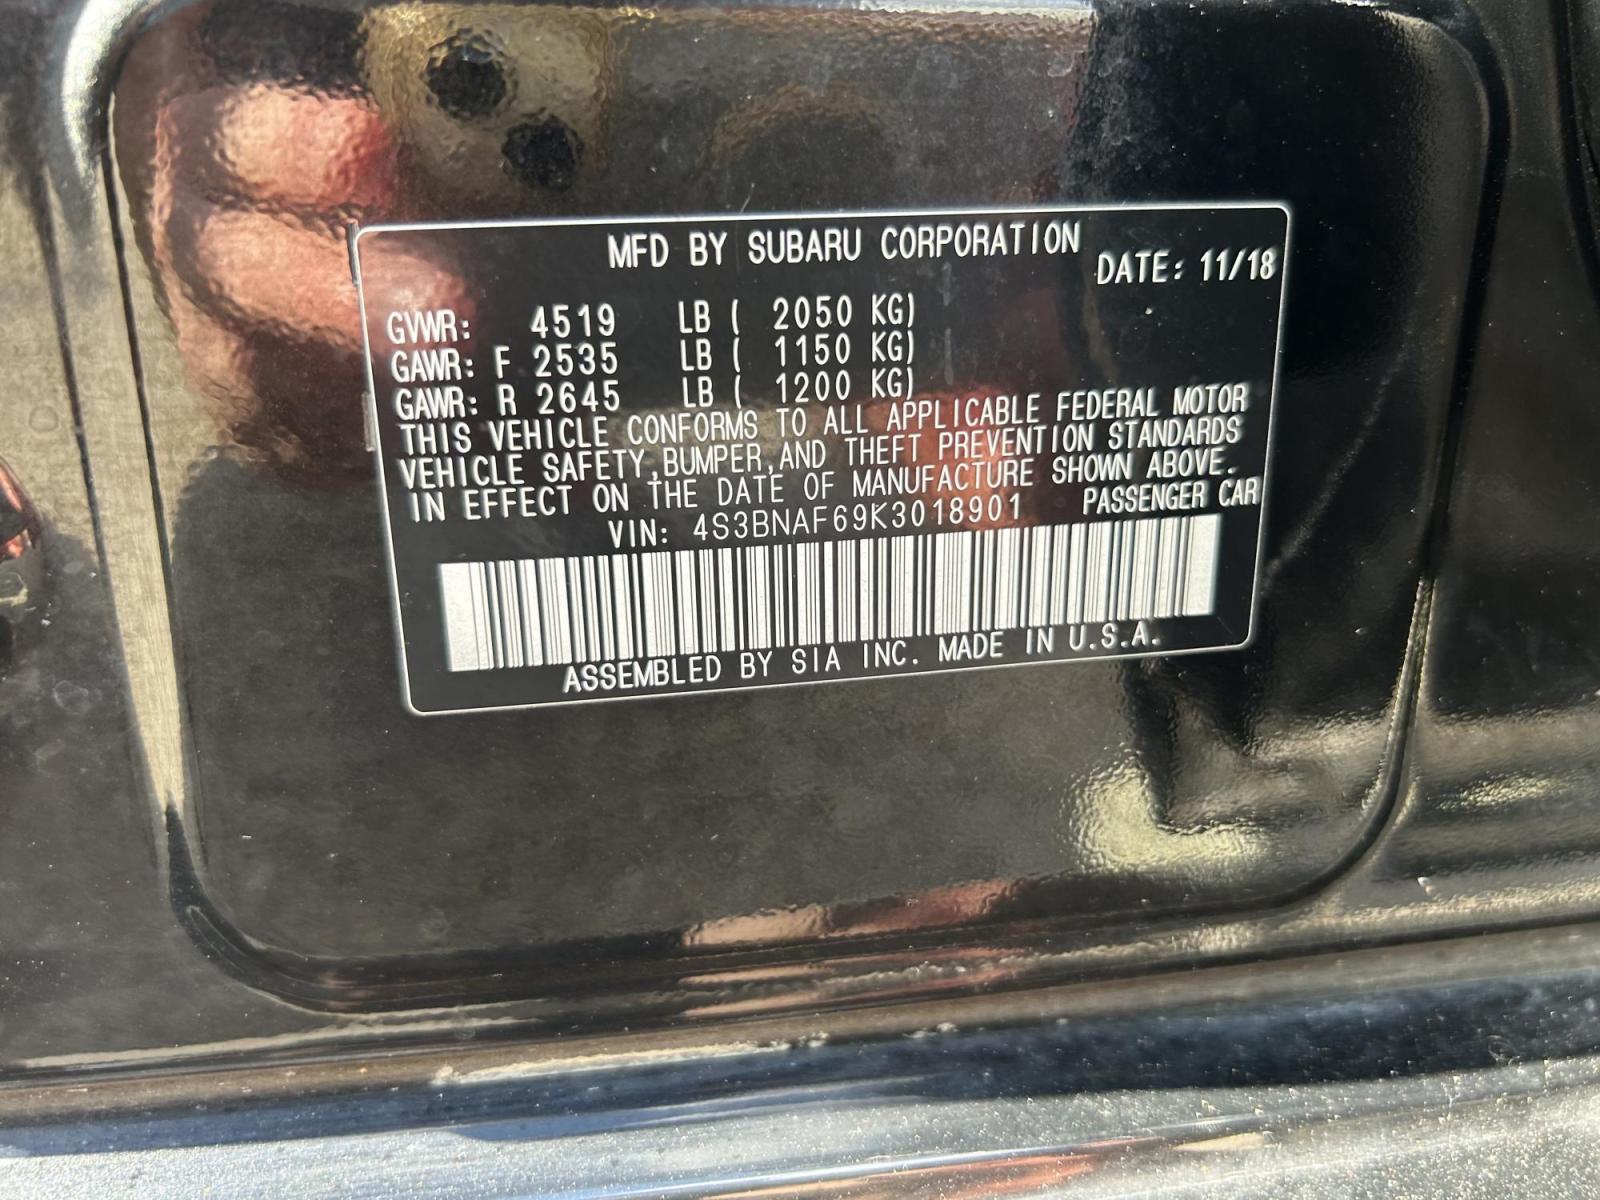 MFD BY SUBARU CORPORATION
DATE: 11/18
GVWR: 4519 LB ( 2050 KG)
GAWR: F 2535 LB ( 1150 KG)
GAWR: R 2645 LB ( 1200 KG)
THIS VEHICLE CONFORMS TO ALL APPLICABLE FEDERAL MOTOR
VEHICLE SAFETY,BUMPER,AND THEFT PREVENTION STANDARDS
IN EFFECT ON THE DATE OF MANUFACTURE SHOWN ABOVE.
VIN: 4S3BNAF69K3018901 PASSENGER CAR
ASSEMBLED BY SIA INC. MADE IN U.S.A.